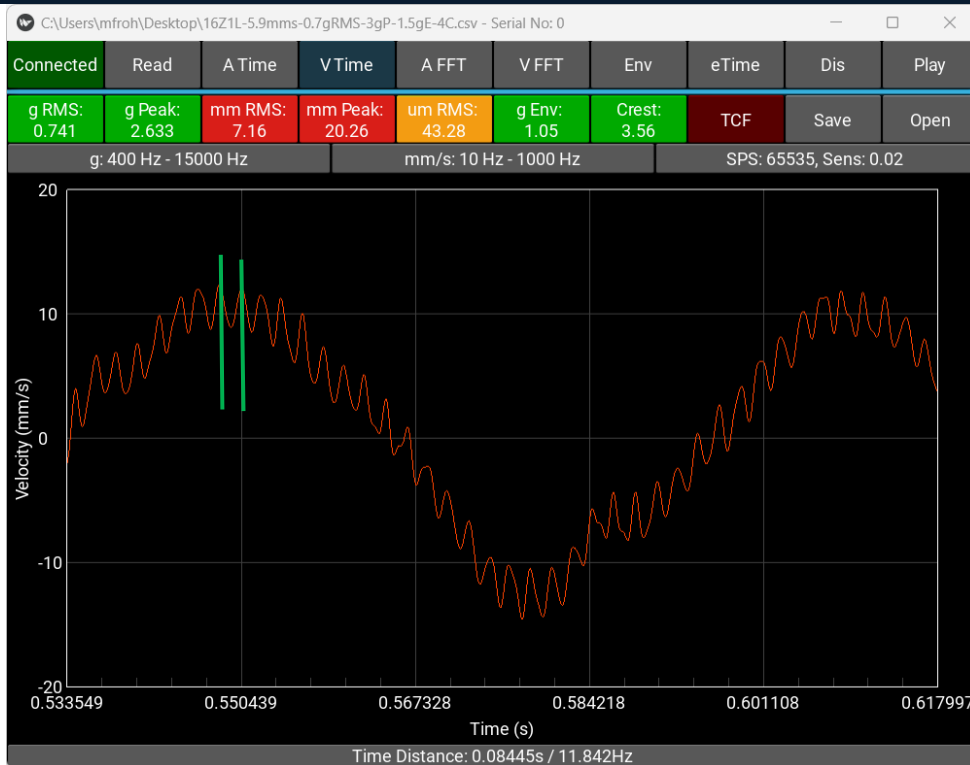 C:\Users\mfroh\Desktop\16Z1L-5.9mms-0.7gRMS-3gP-1.5gE-4C.csv - Serial No: 0
Connected Read A Time V Time A FFT V FFT Env eTime Dis Play
g RMS: g Peak: mm RMS: mm Peak: um RMS: g Env: Crest: TCF Save Open
0.741 2.633 7.16 20.26 43.28 1.05 3.56
g: 400 Hz - 15000 Hz mm/s: 10 Hz - 1000 Hz SPS: 65535, Sens: 0.02
20
10
Velocity (mm/s)
0
-10
-20
0.533549 0.550439 0.567328 0.584218 0.601108 0.617997
Time (s)
Time Distance: 0.08445s / 11.842Hz